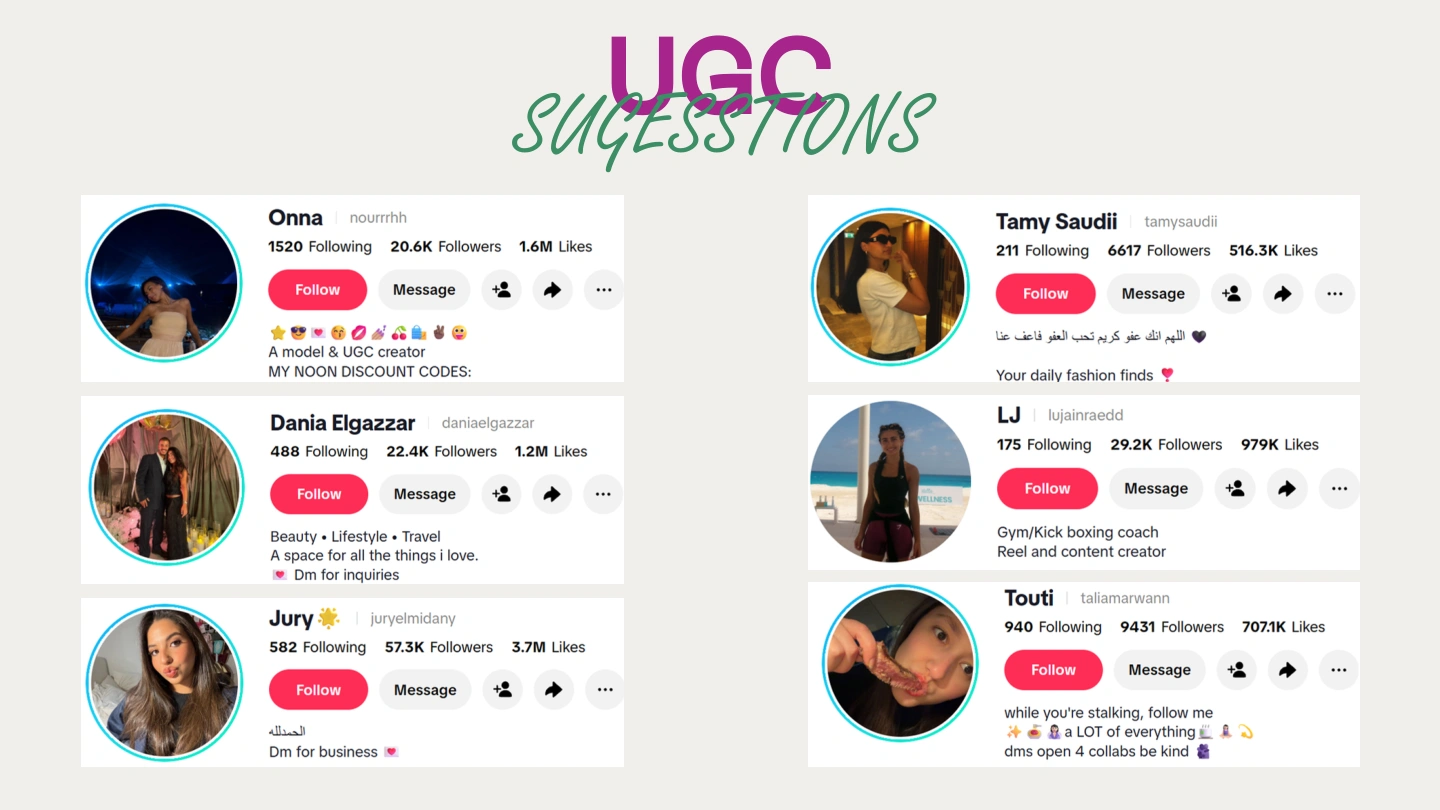 UGC
SUGESSTIONS
Onna nourrrhh
1520 Following 20.6K Followers 1.6M Likes
Follow Message
⭐😎💌😚💋💅🍒🛍️✌🏾😜
A model & UGC creator
MY NOON DISCOUNT CODES:
Dania Elgazzar daniaelgazzar
488 Following 22.4K Followers 1.2M Likes
Follow Message
Beauty • Lifestyle • Travel
A space for all the things i love.
💌 Dm for inquiries
Jury🌟 juryelmidany
582 Following 57.3K Followers 3.7M Likes
Follow Message
الحمدلله
Dm for business 💌
Tamy Saudii tamysaudii
211 Following 6617 Followers 516.3K Likes
Follow Message
اللهم انك عفو كريم تحب العفو فاعف عنا 🖤
Your daily fashion finds ❣️
LJ lujainraedd
175 Following 29.2K Followers 979K Likes
Follow Message
WELLNESS
Gym/Kick boxing coach
Reel and content creator
Touti taliamarwann
940 Following 9431 Followers 707.1K Likes
Follow Message
while you're stalking, follow me
a LOT of everything
dms open 4 collabs be kind